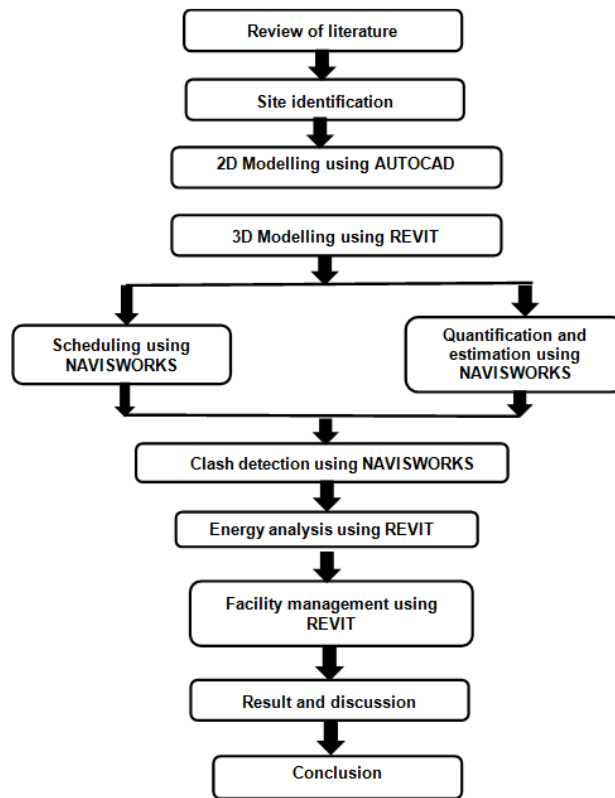 Review of literature
Site identification
2D Modelling using AUTOCAD
3D Modelling using REVIT
Scheduling using
NAVISWORKS
Quantification and
estimation using
NAVISWORKS
Clash detection using NAVISWORKS
Energy analysis using REVIT
Facility management using
REVIT
Result and discussion
Conclusion